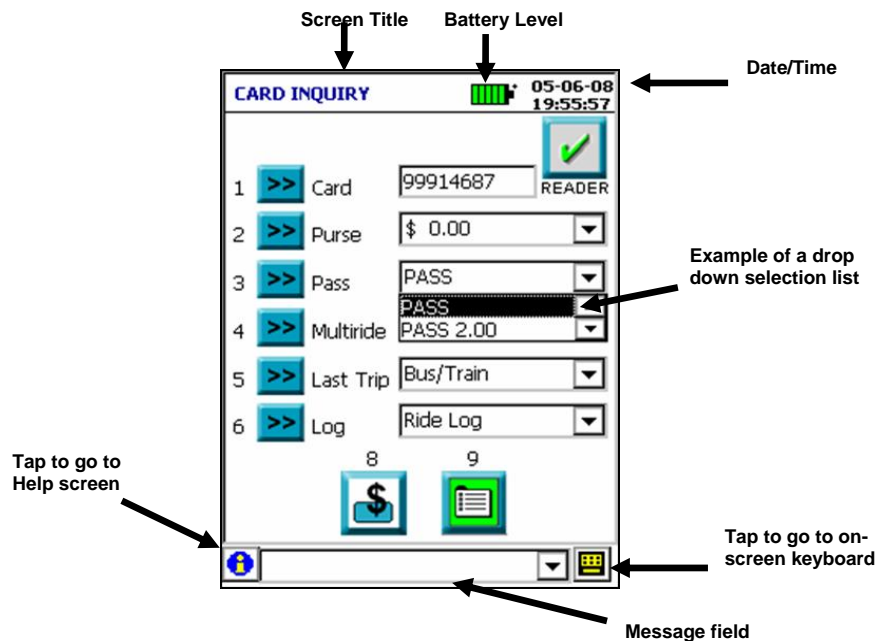 Screen Title
Battery Level
Date/Time
CARD INQUIRY
05-06-08
19:55:57
READER
1 >> Card 99914687
2 >> Purse $ 0.00
3 >> Pass PASS
PASS
4 >> Multiride PASS 2.00
5 >> Last Trip Bus/Train
6 >> Log Ride Log
8
9
$
Example of a drop
down selection list
Tap to go to
Help screen
Tap to go to on-
screen keyboard
Message field